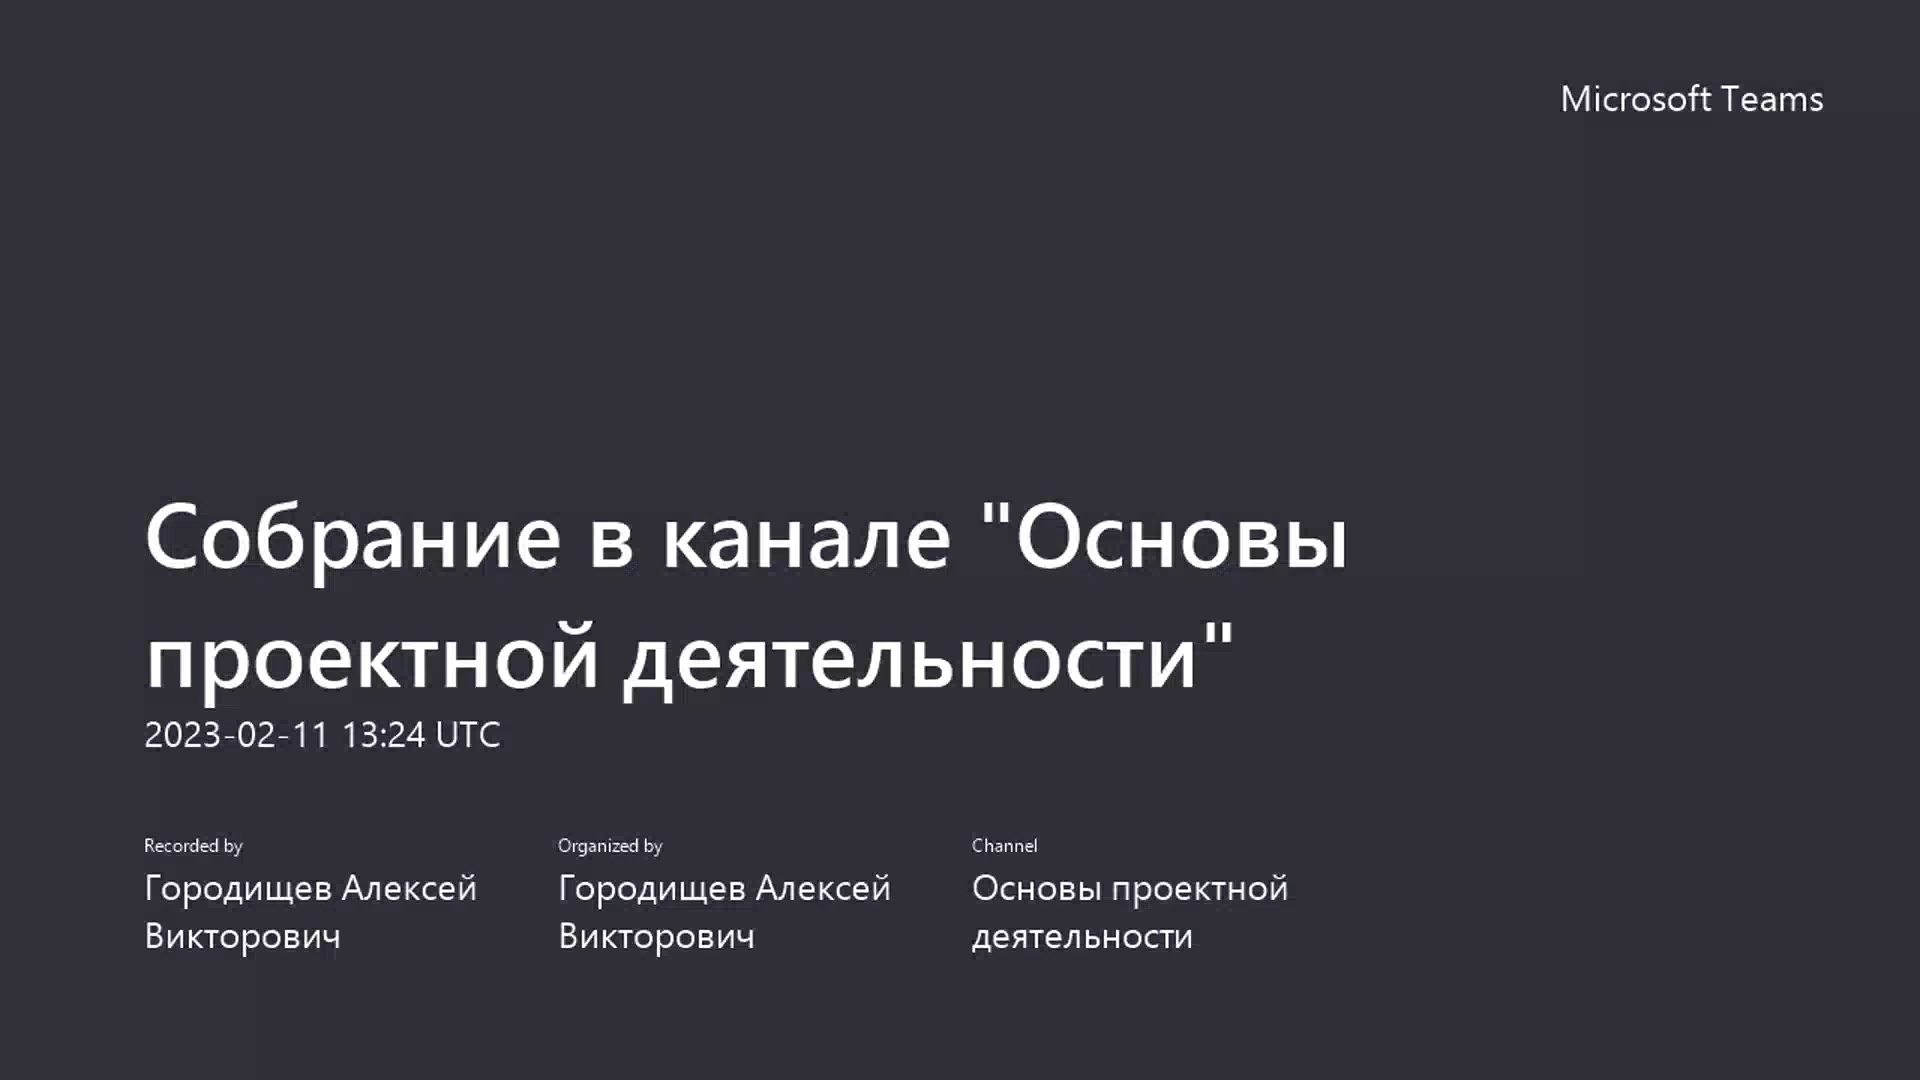 Microsoft Teams
Собрание в канале "Основы
проектной деятельности"
2023-02-11 13:24 UTC
Recorded by
Городищев Алексей
Викторович
Organized by
Городищев Алексей
Викторович
Channel
Основы проектной
деятельности